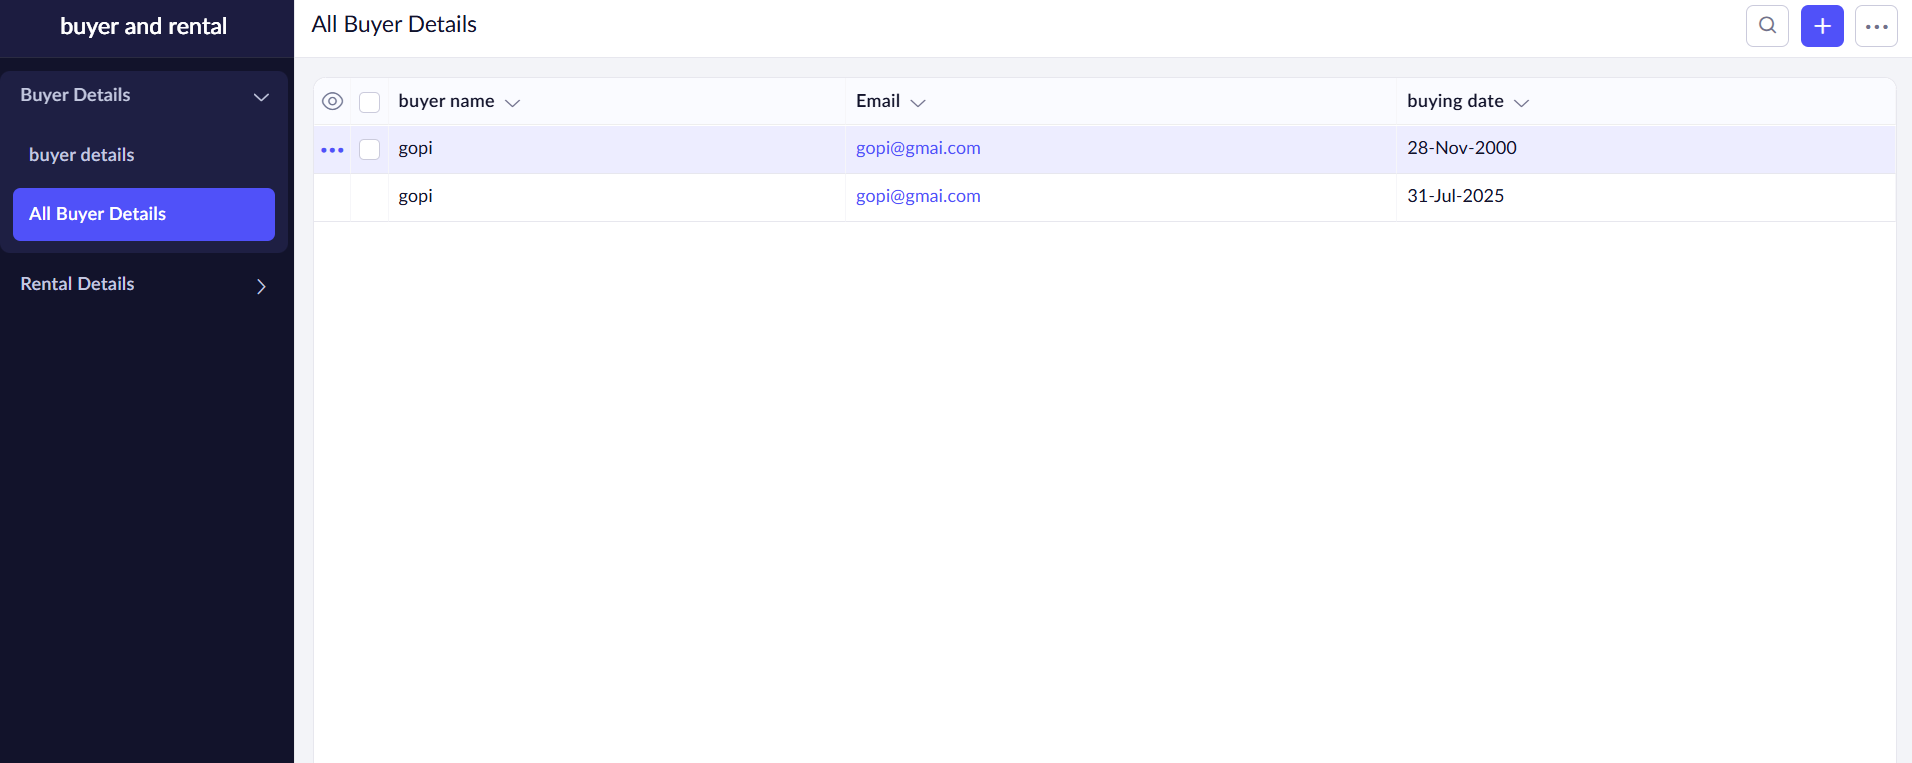 buyer and rental
Buyer Details
buyer details
All Buyer Details
Rental Details
All Buyer Details
buyer name Email buying date
gopi gopi@gmai.com 28-Nov-2000
gopi gopi@gmai.com 31-Jul-2025